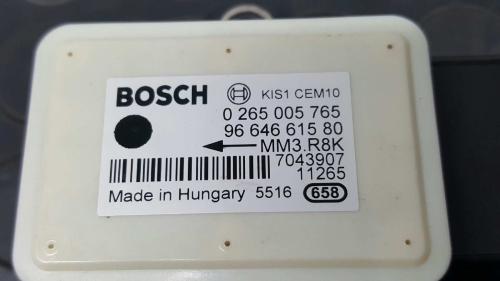 BOSCH KIS1 CEM10
0 265 005 765
96 646 615 80
MM3.R8K
7043907
11265
Made in Hungary 5516 658